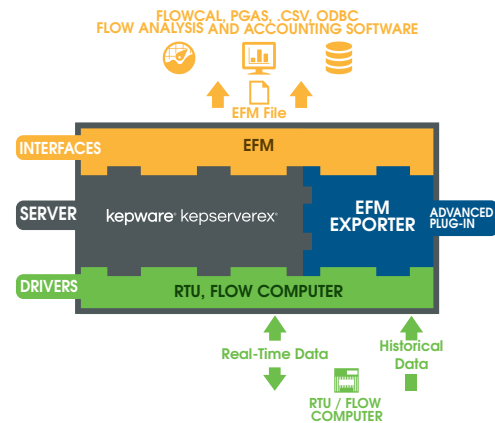 FLOWCAL, PGAS, .CSV, ODBC
FLOW ANALYSIS AND ACCOUNTING SOFTWARE
EFM File
INTERFACES
EFM
SERVER
kepware® kepserverex®
EFM
EXPORTER
ADVANCED
PLUG-IN
DRIVERS
RTU, FLOW COMPUTER
Real-Time Data
Historical
Data
RTU / FLOW
COMPUTER